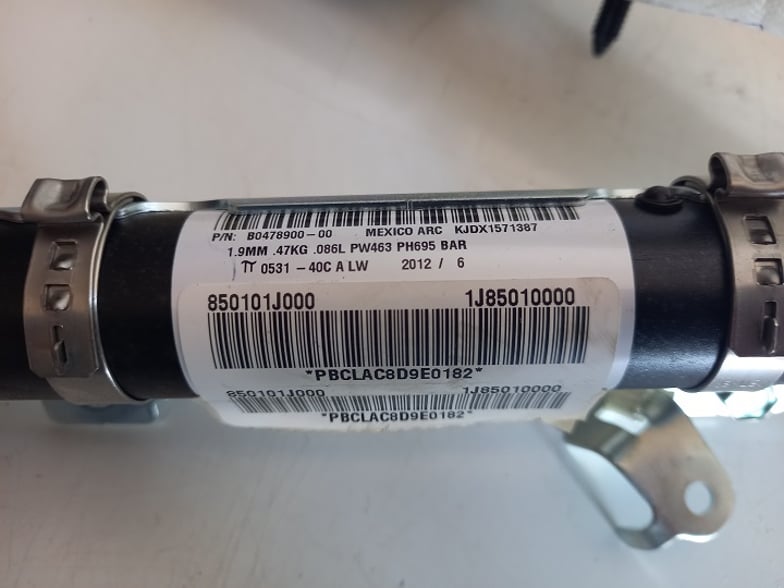 P/N: B0478900-00 MEXICO ARC KJDX1571387
1.9MM .47KG .086L PW463 PH695 BAR
π 0531 -40C A LW 2012 / 6
850101J000 1J85010000
*PBCLAC8D9E0182*
850101J000 1J85010000
*PBCLAC8D9E0182*